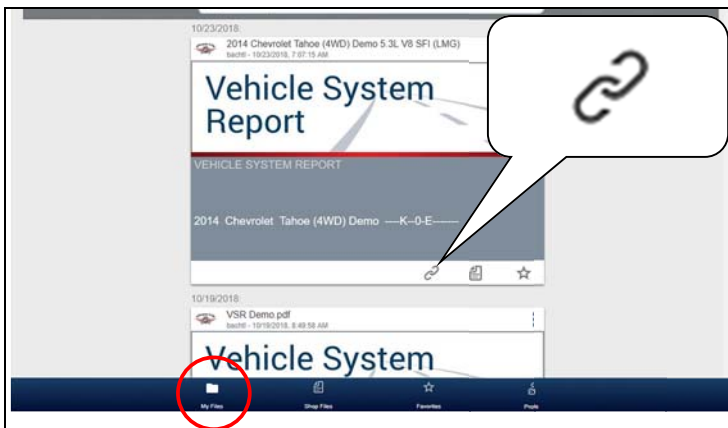 10/23/2018:
2014 Chevrolet Tahoe (4WD) Demo 5.3L V8 SFI (LMG)
bachtl - 10/23/2018, 7:07:15 AM
Vehicle System
Report
VEHICLE SYSTEM REPORT
2014 Chevrolet Tahoe (4WD) Demo ----K--0-E-------
10/19/2018:
VSR Demo.pdf
bachtl - 10/19/2018, 8:49:58 AM
Vehicle System
My Files Shop Files Favorites